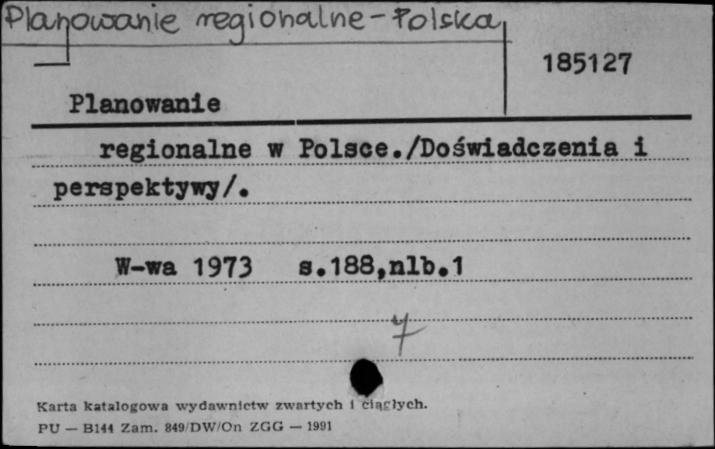 Planowanie regionalne - Polska
185127
Planowanie
regionalne w Polsce./Doświadczenia i
perspektywy/.
W-wa 1973 s.188,nlb.1
4
Karta katalogowa wydawnictw zwartych i ciągłych.
PU — B144 Zam. 849/DW/On ZGG — 1991